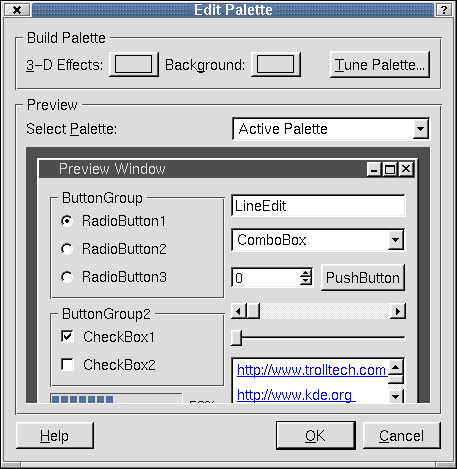 Edit Palette
Build Palette
3-D Effects: Background: Tune Palette...
Preview
Select Palette: Active Palette
Preview Window
ButtonGroup
RadioButton1
RadioButton2
RadioButton3
LineEdit
ComboBox
0 PushButton
ButtonGroup2
CheckBox1
CheckBox2
http://www.trolltech.com
http://www.kde.org
Help OK Cancel